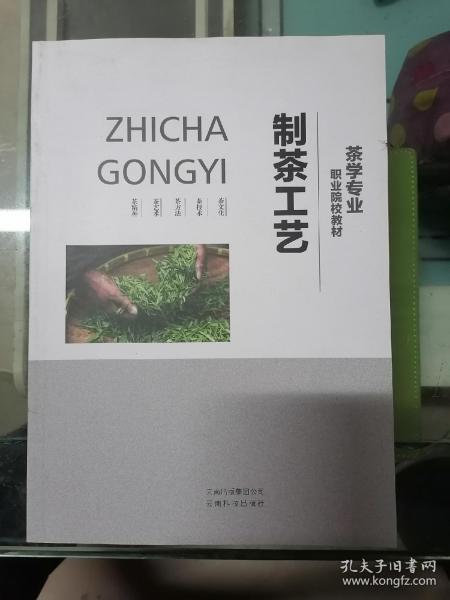 ZHICHA
GONGYI
制茶工艺
茶学专业
职业院校教材
茶文化
茶技术
茶方法
茶艺术
茶精神
云南出版集团公司
云南科技出版社
孔夫子旧书网
www.kongfz.com